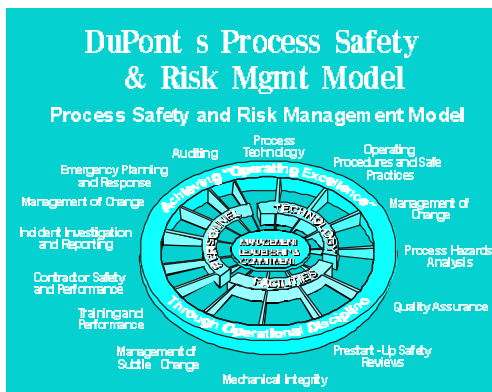 DuPont s Process Safety
& Risk Mgmt Model
Process Safety and Risk Management Model
Process
Technology
Operating
Procedures and Safe
Practices
Management of
Change
Process Hazards
Analysis
Quality Assurance
Prestart-Up Safety
Reviews
Mechanical Integrity
Management of
Subtle Change
Training and
Performance
Contractor Safety
and Performance
Incident Investigation
and Reporting
Management of Change
Emergency Planning
and Response
Auditing
Achieving "Operating Excellence"
Through Operational Discipline
PERSONNEL
TECHNOLOGY
FACILITIES
MANAGEMENT
LEADERSHIP &
COMMITMENT